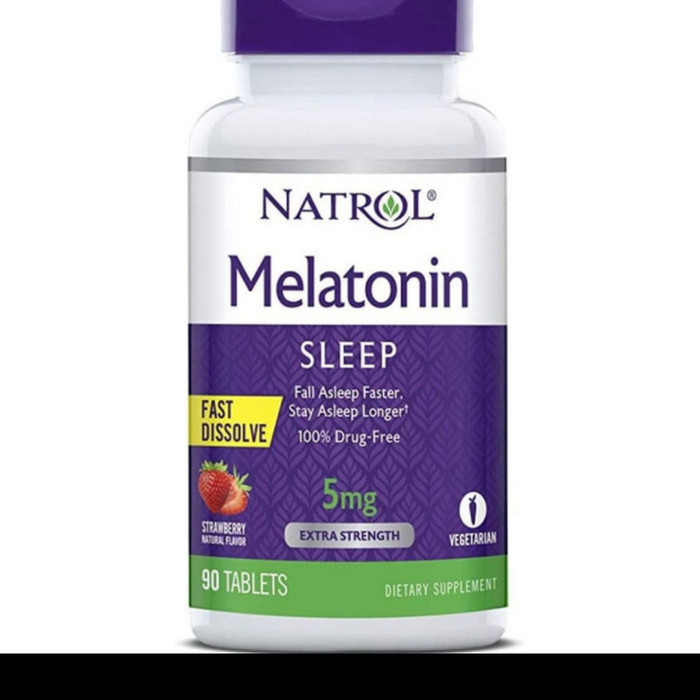 NATROL®
Melatonin
SLEEP
Fall Asleep Faster,
Stay Asleep Longer†
100% Drug-Free
FAST
DISSOLVE
5mg
EXTRA STRENGTH
STRAWBERRY
NATURAL FLAVOR
VEGETARIAN
90 TABLETS
DIETARY SUPPLEMENT